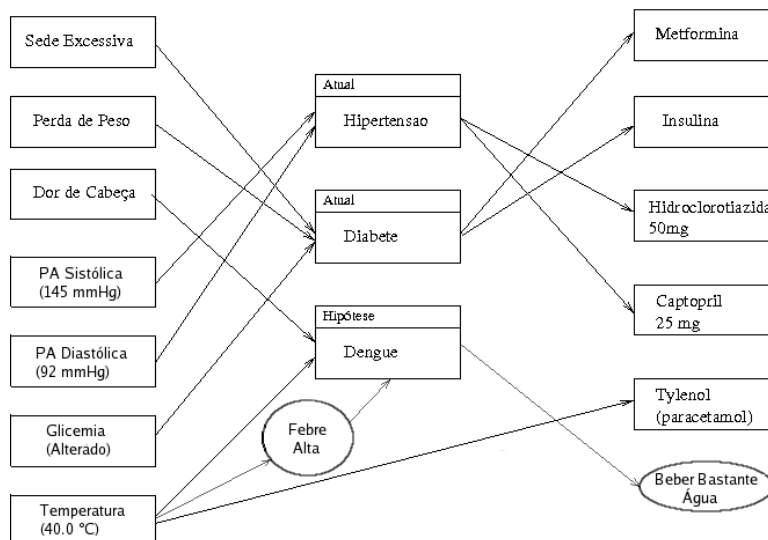 Sede Excessiva
Perda de Peso
Dor de Cabeça
PA Sistólica
(145 mmHg)
PA Diastólica
(92 mmHg)
Glicemia
(Alterado)
Temperatura
(40.0 °C)
Atual
Hipertensao
Atual
Diabete
Hipótese
Dengue
Febre
Alta
Metformina
Insulina
Hidroclorotiazida
50mg
Captopril
25 mg
Tylenol
(paracetamol)
Beber Bastante
Água